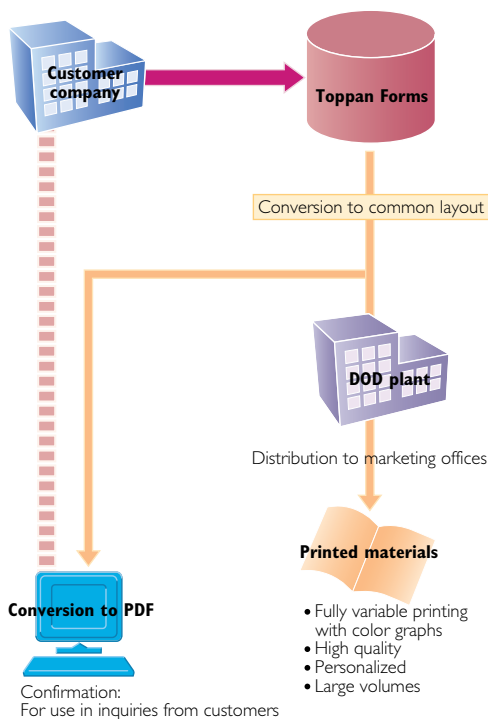 Customer
company
Toppan Forms
Conversion to common layout
DOD plant
Distribution to marketing offices
Printed materials
• Fully variable printing
with color graphs
• High quality
• Personalized
• Large volumes
Conversion to PDF
Confirmation:
For use in inquiries from customers